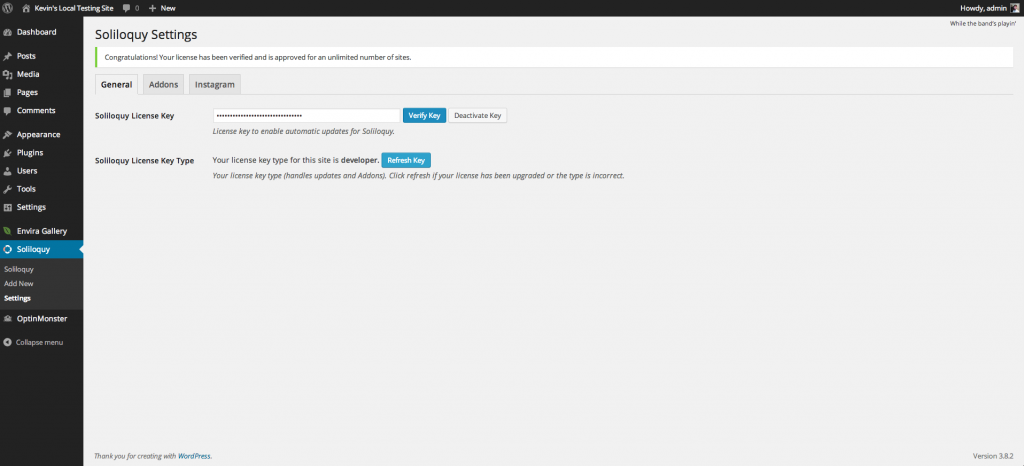 Kevin's Local Testing Site 0 New Howdy, admin
While the band's playin'
Dashboard
Posts
Media
Pages
Comments
Appearance
Plugins
Users
Tools
Settings
Envira Gallery
Soliloquy
Soliloquy
Add New
Settings
OptinMonster
Collapse menu
Soliloquy Settings
Congratulations! Your license has been verified and is approved for an unlimited number of sites.
General Addons Instagram
Soliloquy License Key Verify Key Deactivate Key
License key to enable automatic updates for Soliloquy.
Soliloquy License Key Type Your license key type for this site is developer. Refresh Key
Your license key type (handles updates and Addons). Click refresh if your license has been upgraded or the type is incorrect.
Thank you for creating with WordPress. Version 3.8.2